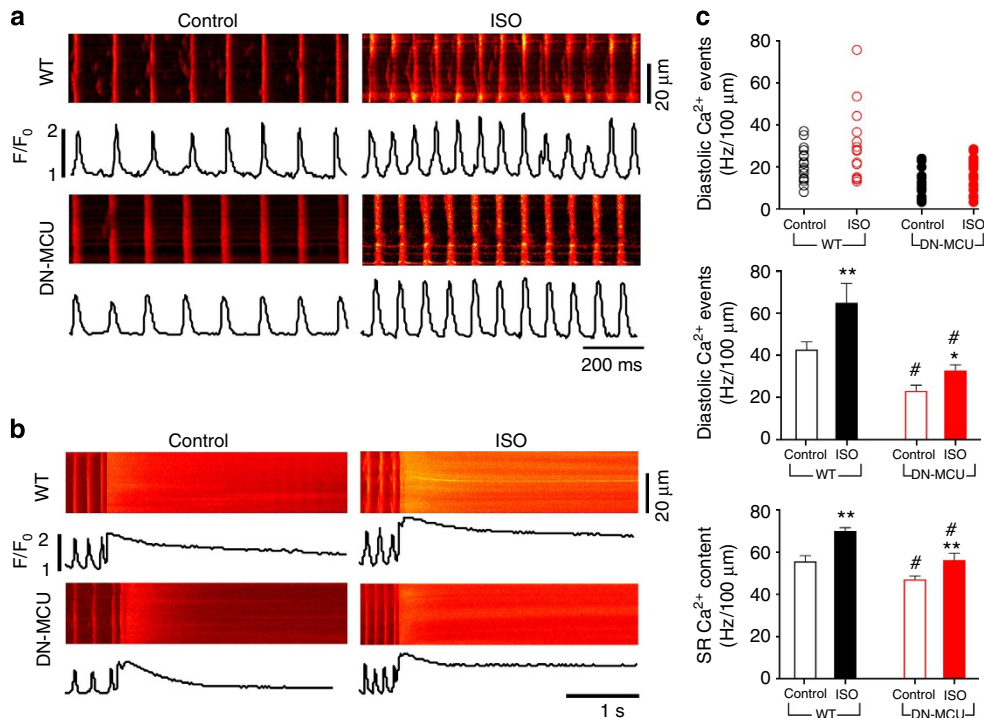 a
Control
ISO
WT
20 μm
F/F0
2
1
DN-MCU
200 ms
b
Control
ISO
WT
20 μm
F/F0
2
1
DN-MCU
1 s
c
Diastolic Ca2+ events
(Hz/100 μm)
80
60
40
20
0
Control ISO Control ISO
WT DN-MCU
Diastolic Ca2+ events
(Hz/100 μm)
80
60
40
20
0
**
#
#
*
Control ISO Control ISO
WT DN-MCU
SR Ca2+ content
(Hz/100 μm)
80
60
40
20
0
**
#
#
**
Control ISO Control ISO
WT DN-MCU